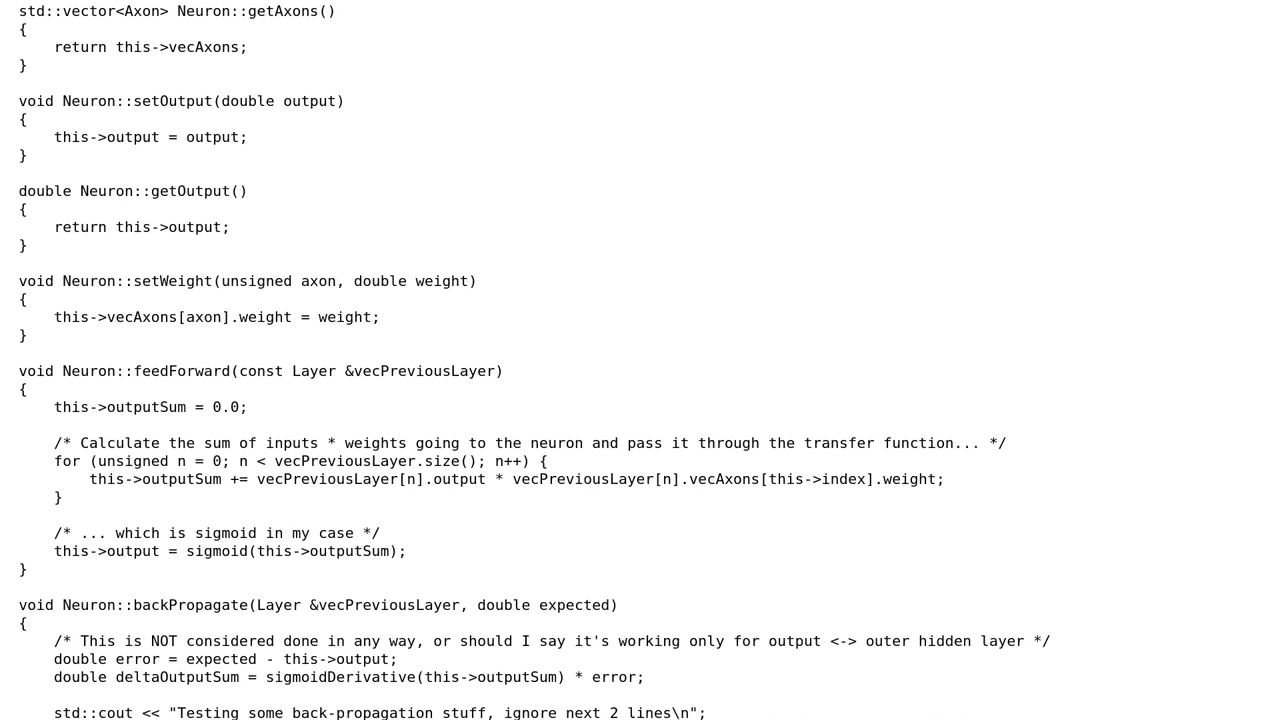 std::vector<Axon> Neuron::getAxons()
{
    return this->vecAxons;
}

void Neuron::setOutput(double output)
{
    this->output = output;
}

double Neuron::getOutput()
{
    return this->output;
}

void Neuron::setWeight(unsigned axon, double weight)
{
    this->vecAxons[axon].weight = weight;
}

void Neuron::feedForward(const Layer &vecPreviousLayer)
{
    this->outputSum = 0.0;

    /* Calculate the sum of inputs * weights going to the neuron and pass it through the transfer function... */
    for (unsigned n = 0; n < vecPreviousLayer.size(); n++) {
        this->outputSum += vecPreviousLayer[n].output * vecPreviousLayer[n].vecAxons[this->index].weight;
    }

    /* ... which is sigmoid in my case */
    this->output = sigmoid(this->outputSum);
}

void Neuron::backPropagate(Layer &vecPreviousLayer, double expected)
{
    /* This is NOT considered done in any way, or should I say it's working only for output <-> outer hidden layer */
    double error = expected - this->output;
    double deltaOutputSum = sigmoidDerivative(this->outputSum) * error;

    std::cout << "Testing some back-propagation stuff, ignore next 2 lines\n";